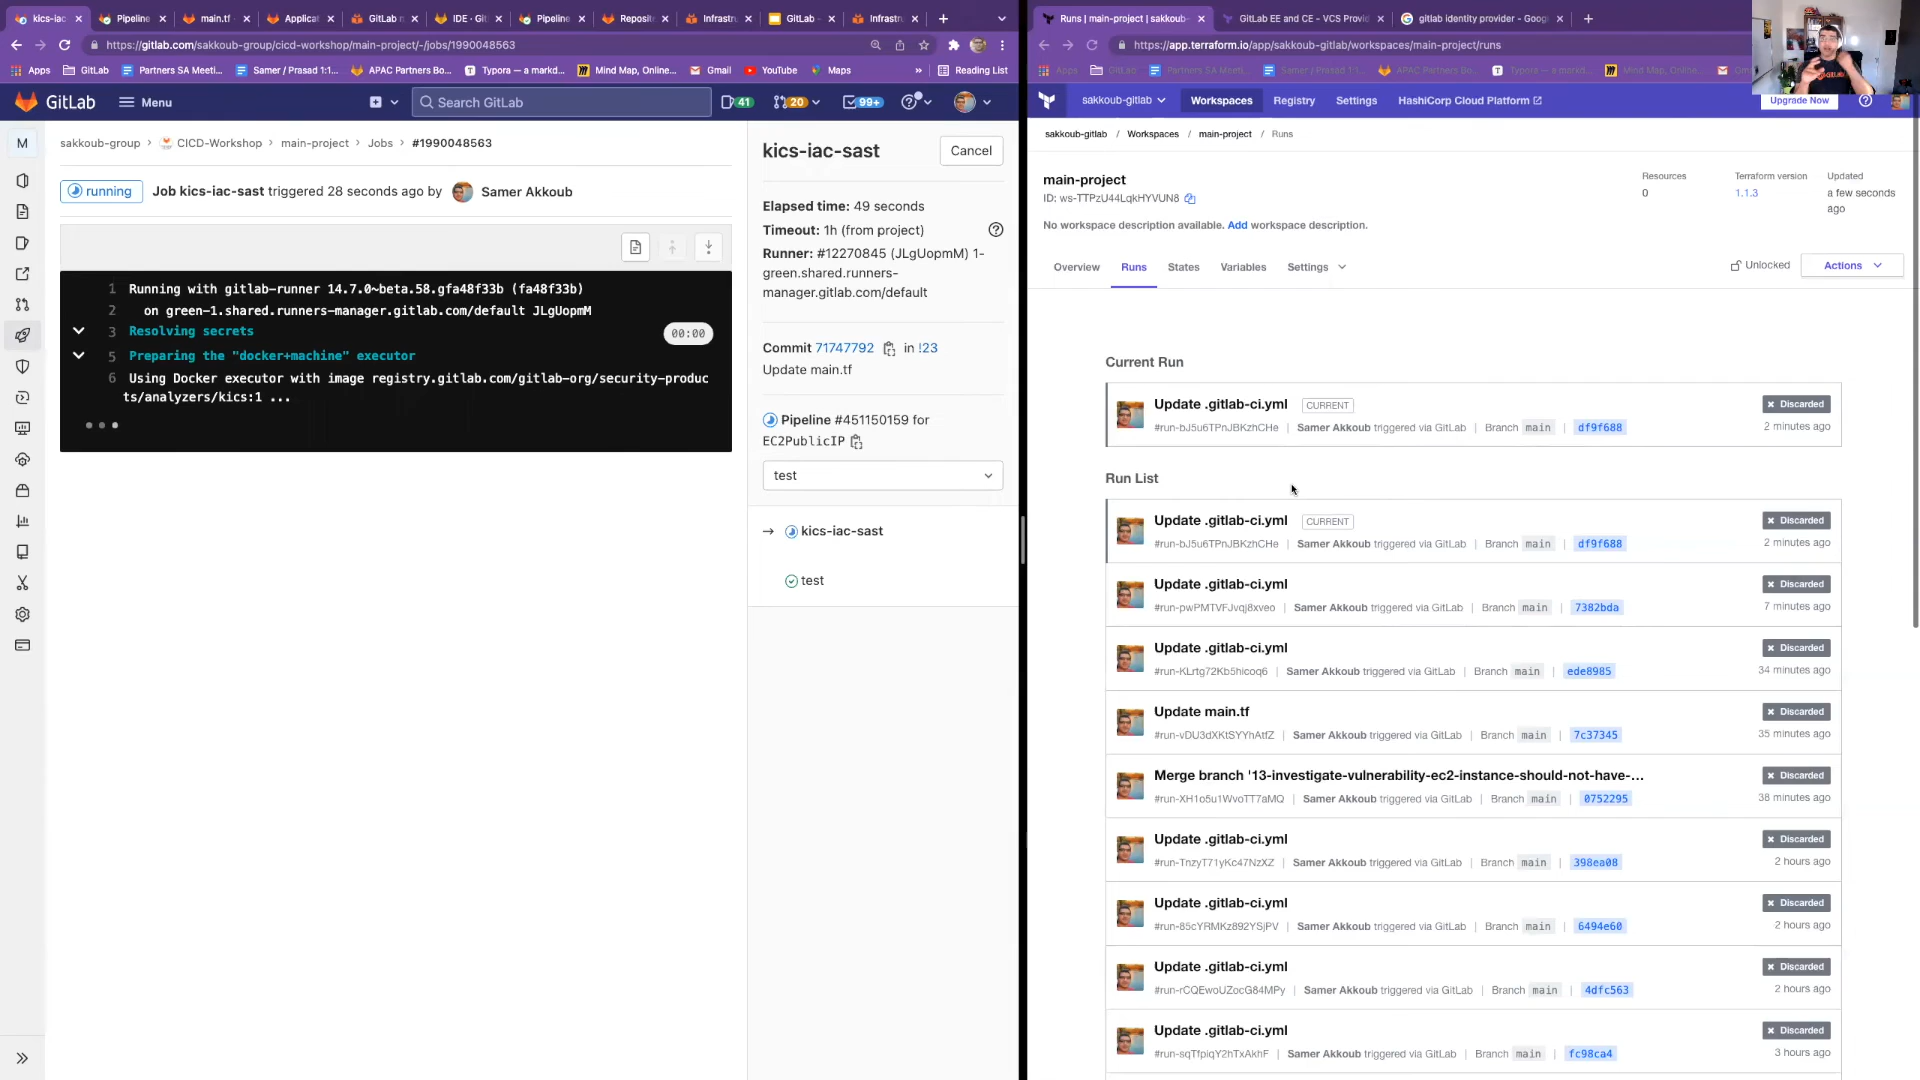 kics-iac
Pipeline
main.tf
Applicat
GitLab n
IDE · Git
Pipeline
Reposito
Infrastru
GitLab -
Infrastru
https://gitlab.com/sakkoub-group/cicd-workshop/main-project/-/jobs/1990048563
Apps
GitLab
Partners SA Meeti...
Samer / Prasad 1:1...
APAC Partners Bo...
Typora — a markd...
Mind Map, Online...
Gmail
YouTube
Maps
»
Reading List
GitLab
Menu
Search GitLab
41
20
99+
M
sakkoub-group › CICD-Workshop › main-project › Jobs › #1990048563
running
Job kics-iac-sast triggered 28 seconds ago by Samer Akkoub
1 Running with gitlab-runner 14.7.0~beta.58.gfa48f33b (fa48f33b)
2 on green-1.shared.runners-manager.gitlab.com/default JLgUopmM
3 Resolving secrets 00:00
5 Preparing the "docker+machine" executor
6 Using Docker executor with image registry.gitlab.com/gitlab-org/security-produc
ts/analyzers/kics:1 ...
kics-iac-sast
Cancel
Elapsed time: 49 seconds
Timeout: 1h (from project)
Runner: #12270845 (JLgUopmM) 1-
green.shared.runners-
manager.gitlab.com/default
Commit 71747792 in !23
Update main.tf
Pipeline #451150159 for
EC2PublicIP
test
→ kics-iac-sast
test
Runs | main-project | sakkoub-
GitLab EE and CE - VCS Provid
gitlab identity provider - Goog
https://app.terraform.io/app/sakkoub-gitlab/workspaces/main-project/runs
Apps
GitLab
Partners SA Meeti...
Samer / Prasad 1:1...
APAC Partners Bo...
Typora — a markd...
Mind Map, Online...
sakkoub-gitlab
Workspaces
Registry
Settings
HashiCorp Cloud Platform
Upgrade Now
sakkoub-gitlab / Workspaces / main-project / Runs
main-project
ID: ws-TTPzU44LqkHYVUN8
No workspace description available. Add workspace description.
Resources
0
Terraform version
1.1.3
Updated
a few seconds
ago
Overview
Runs
States
Variables
Settings
Unlocked
Actions
Current Run
Update .gitlab-ci.yml CURRENT Discarded
#run-bJ5u6TPnJBKzhCHe | Samer Akkoub triggered via GitLab | Branch main | df9f688 2 minutes ago
Run List
Update .gitlab-ci.yml CURRENT Discarded
#run-bJ5u6TPnJBKzhCHe | Samer Akkoub triggered via GitLab | Branch main | df9f688 2 minutes ago
Update .gitlab-ci.yml Discarded
#run-pwPMTVFJvqj8xveo | Samer Akkoub triggered via GitLab | Branch main | 7382bda 7 minutes ago
Update .gitlab-ci.yml Discarded
#run-KLrtg72Kb5hicoq6 | Samer Akkoub triggered via GitLab | Branch main | ede8985 34 minutes ago
Update main.tf Discarded
#run-vDU3dXKtSYYhAtfZ | Samer Akkoub triggered via GitLab | Branch main | 7c37345 35 minutes ago
Merge branch '13-investigate-vulnerability-ec2-instance-should-not-have-... Discarded
#run-XH1o5u1WvoTT7aMQ | Samer Akkoub triggered via GitLab | Branch main | 0752295 38 minutes ago
Update .gitlab-ci.yml Discarded
#run-TnzyT71yKc47NzXZ | Samer Akkoub triggered via GitLab | Branch main | 398ea08 2 hours ago
Update .gitlab-ci.yml Discarded
#run-85cYRMKz892YSjPV | Samer Akkoub triggered via GitLab | Branch main | 6494e60 2 hours ago
Update .gitlab-ci.yml Discarded
#run-rCQEwoUZocG84MPy | Samer Akkoub triggered via GitLab | Branch main | 4dfc563 2 hours ago
Update .gitlab-ci.yml Discarded
#run-sqTfpiqY2hTxAkhF | Samer Akkoub triggered via GitLab | Branch main | fc98ca4 3 hours ago